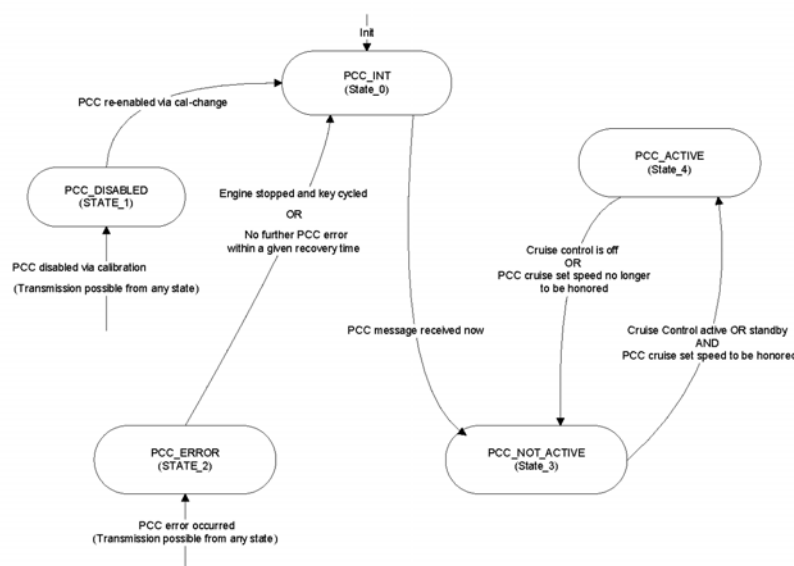 Init
PCC_INT
(State_0)
PCC re-enabled via cal-change
PCC_ACTIVE
(State_4)
PCC_DISABLED
(STATE_1)
Engine stopped and key cycled
OR
No further PCC error
within a given recovery time
Cruise control is off
OR
PCC cruise set speed no longer
to be honored
PCC disabled via calibration
(Transmission possible from any state)
PCC message received now
Cruise Control active OR standby
AND
PCC cruise set speed to be honored
PCC_ERROR
(STATE_2)
PCC_NOT_ACTIVE
(State_3)
PCC error occurred
(Transmission possible from any state)